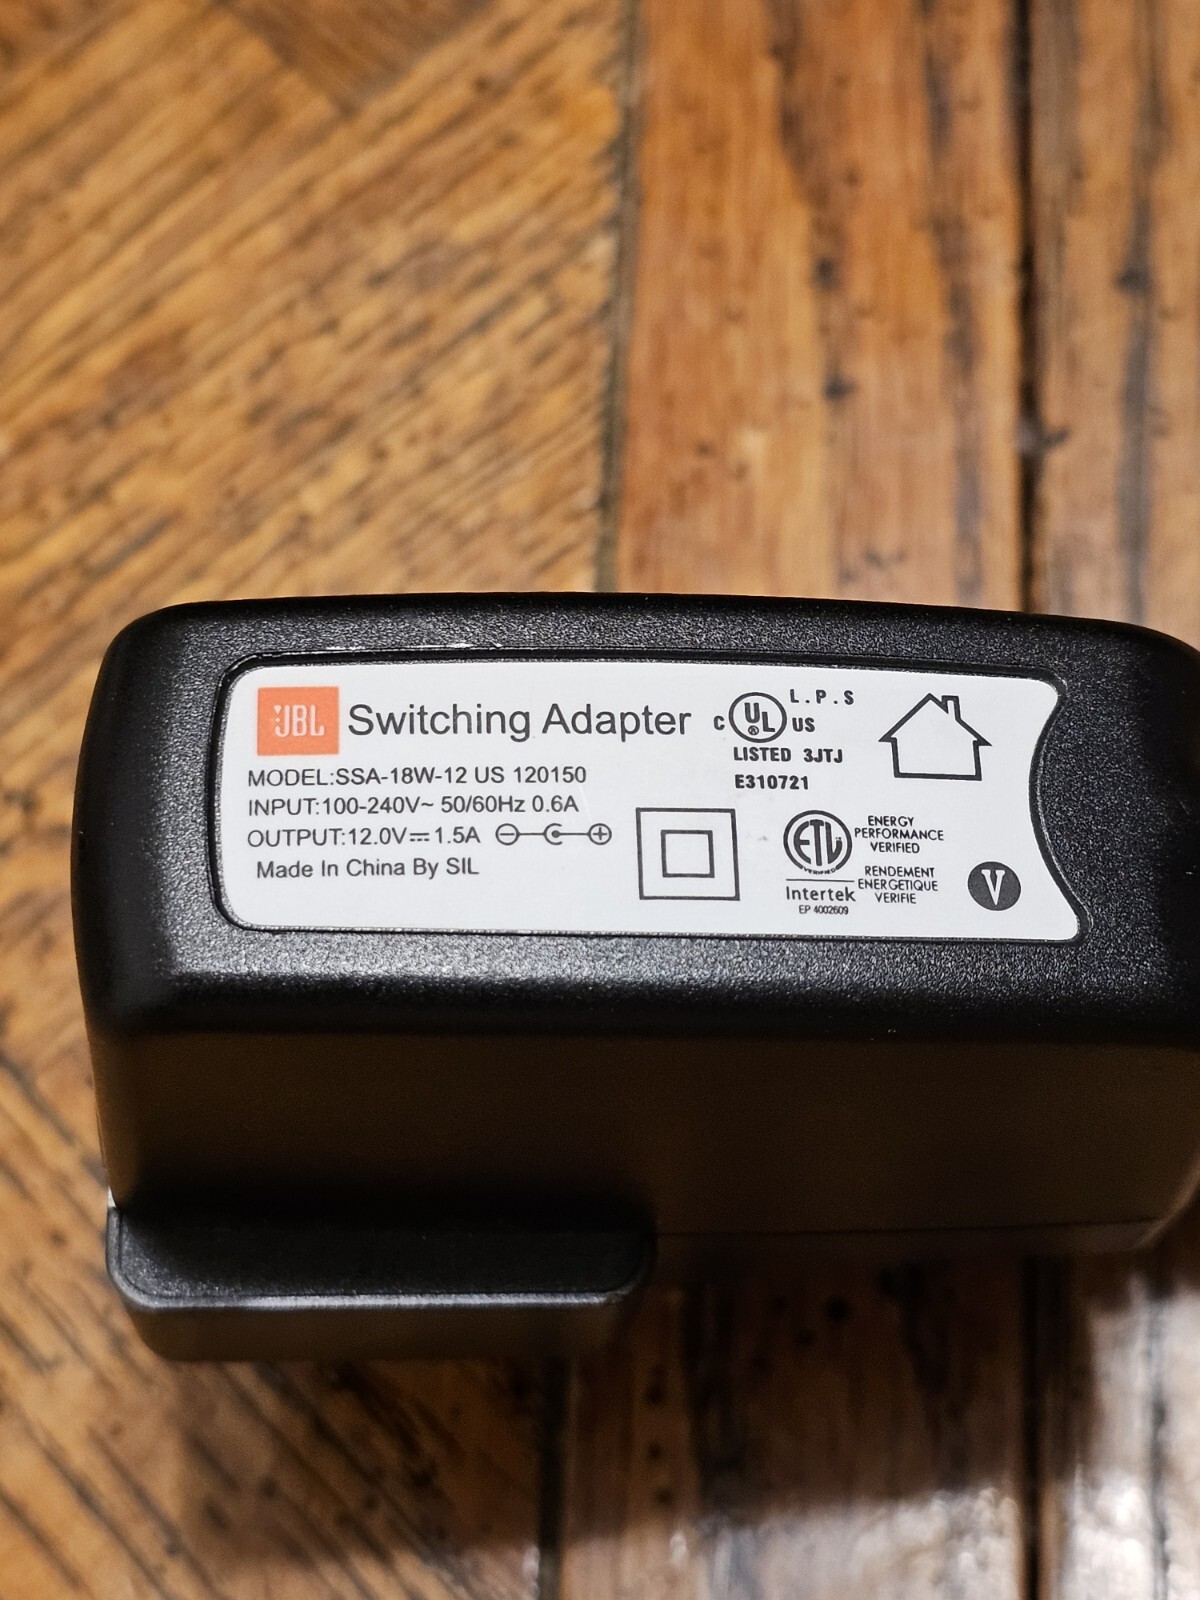 JBL Switching Adapter
MODEL:SSA-18W-12 US 120150
INPUT:100-240V~ 50/60Hz 0.6A
OUTPUT:12.0V⎓1.5A
Made In China By SIL
C UL ® US
L.P.S
LISTED 3JTJ
E310721
ETL
VERIFIED
Intertek
EP 4002609
ENERGY
PERFORMANCE
VERIFIED
RENDEMENT
ENERGETIQUE
VERIFIE
V